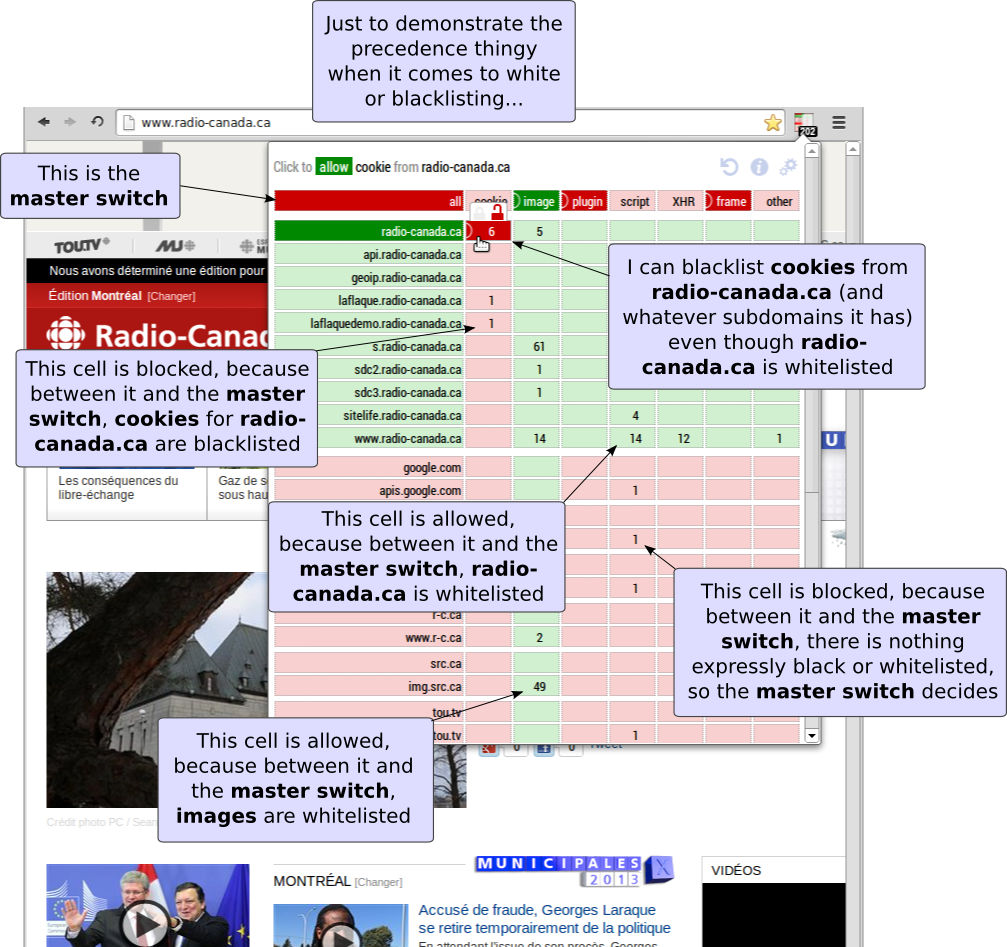 Just to demonstrate the
precedence thingy
when it comes to white
or blacklisting...
www.radio-canada.ca
202
This is the
master switch
Click to allow cookie from radio-canada.ca
all cookie image plugin script XHR frame other
radio-canada.ca 6 5
api.radio-canada.ca
geoip.radio-canada.ca
laflaque.radio-canada.ca 1
laflaquedemo.radio-canada.ca 1
s.radio-canada.ca 61
sdc2.radio-canada.ca 1
sdc3.radio-canada.ca 1
sitelife.radio-canada.ca 4
www.radio-canada.ca 14 14 12 1
google.com
apis.google.com 1
1
1
r-c.ca
www.r-c.ca 2
src.ca
img.src.ca 49
tou.tv
tou.tv 1
TOU.TV
Nous avons déterminé une édition pour
Édition Montréal [Changer]
I can blacklist cookies from
radio-canada.ca (and
whatever subdomains it has)
even though radio-
canada.ca is whitelisted
This cell is blocked, because
between it and the master
switch, cookies for radio-
canada.ca are blacklisted
Les conséquences du
libre-échange
Gaz de
sous
This cell is allowed,
because between it and the
master switch, radio-
canada.ca is whitelisted
This cell is blocked, because
between it and the master
switch, there is nothing
expressly black or whitelisted,
so the master switch decides
This cell is allowed,
because between it and
the master switch,
images are whitelisted
0 0 Tweet
Crédit photo PC / Sean
MUNICIPALES
2013
MONTRÉAL [Changer]
VIDÉOS
Accusé de fraude, Georges Laraque
se retire temporairement de la politique
En attendant l'issue de son procès, Georges